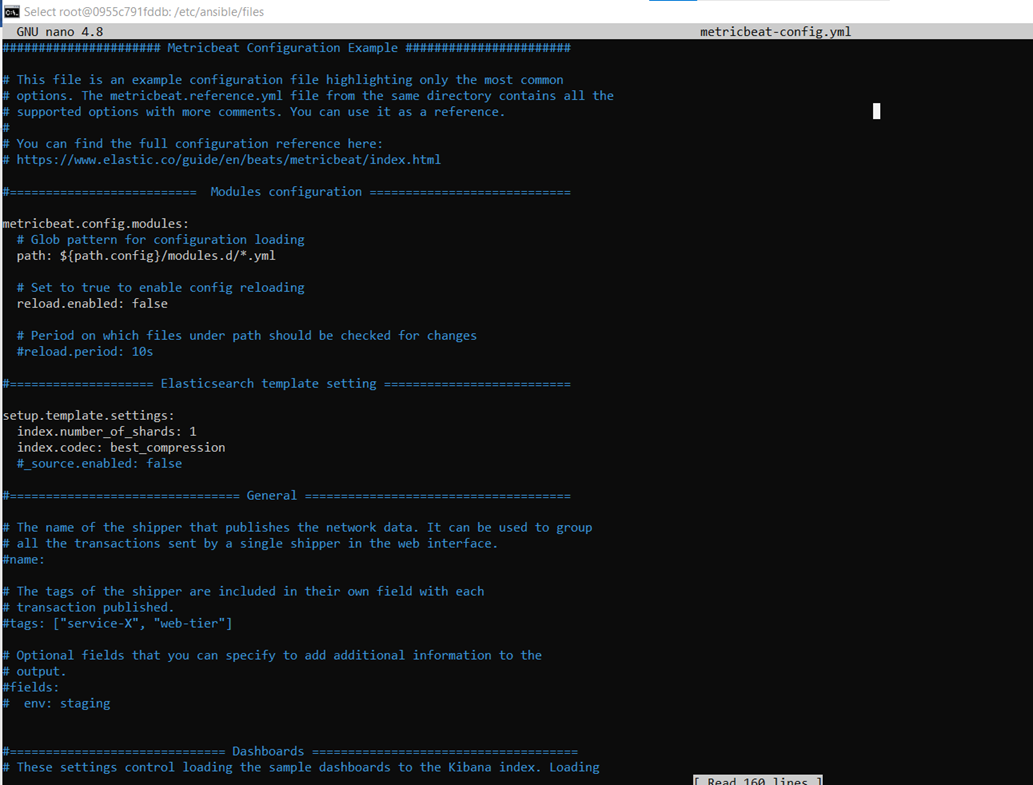 Select root@0955c791fddb: /etc/ansible/files
GNU nano 4.8 metricbeat-config.yml
###################### Metricbeat Configuration Example #######################
# This file is an example configuration file highlighting only the most common
# options. The metricbeat.reference.yml file from the same directory contains all the
# supported options with more comments. You can use it as a reference.
#
# You can find the full configuration reference here:
# https://www.elastic.co/guide/en/beats/metricbeat/index.html
#==========================  Modules configuration ============================
metricbeat.config.modules:
  # Glob pattern for configuration loading
  path: ${path.config}/modules.d/*.yml
  # Set to true to enable config reloading
  reload.enabled: false
  # Period on which files under path should be checked for changes
  #reload.period: 10s
#==================== Elasticsearch template setting ==========================
setup.template.settings:
  index.number_of_shards: 1
  index.codec: best_compression
  #_source.enabled: false
#================================ General =====================================
# The name of the shipper that publishes the network data. It can be used to group
# all the transactions sent by a single shipper in the web interface.
#name:
# The tags of the shipper are included in their own field with each
# transaction published.
#tags: ["service-X", "web-tier"]
# Optional fields that you can specify to add additional information to the
# output.
#fields:
#  env: staging
#============================== Dashboards =====================================
# These settings control loading the sample dashboards to the Kibana index. Loading
[ Read 160 lines ]